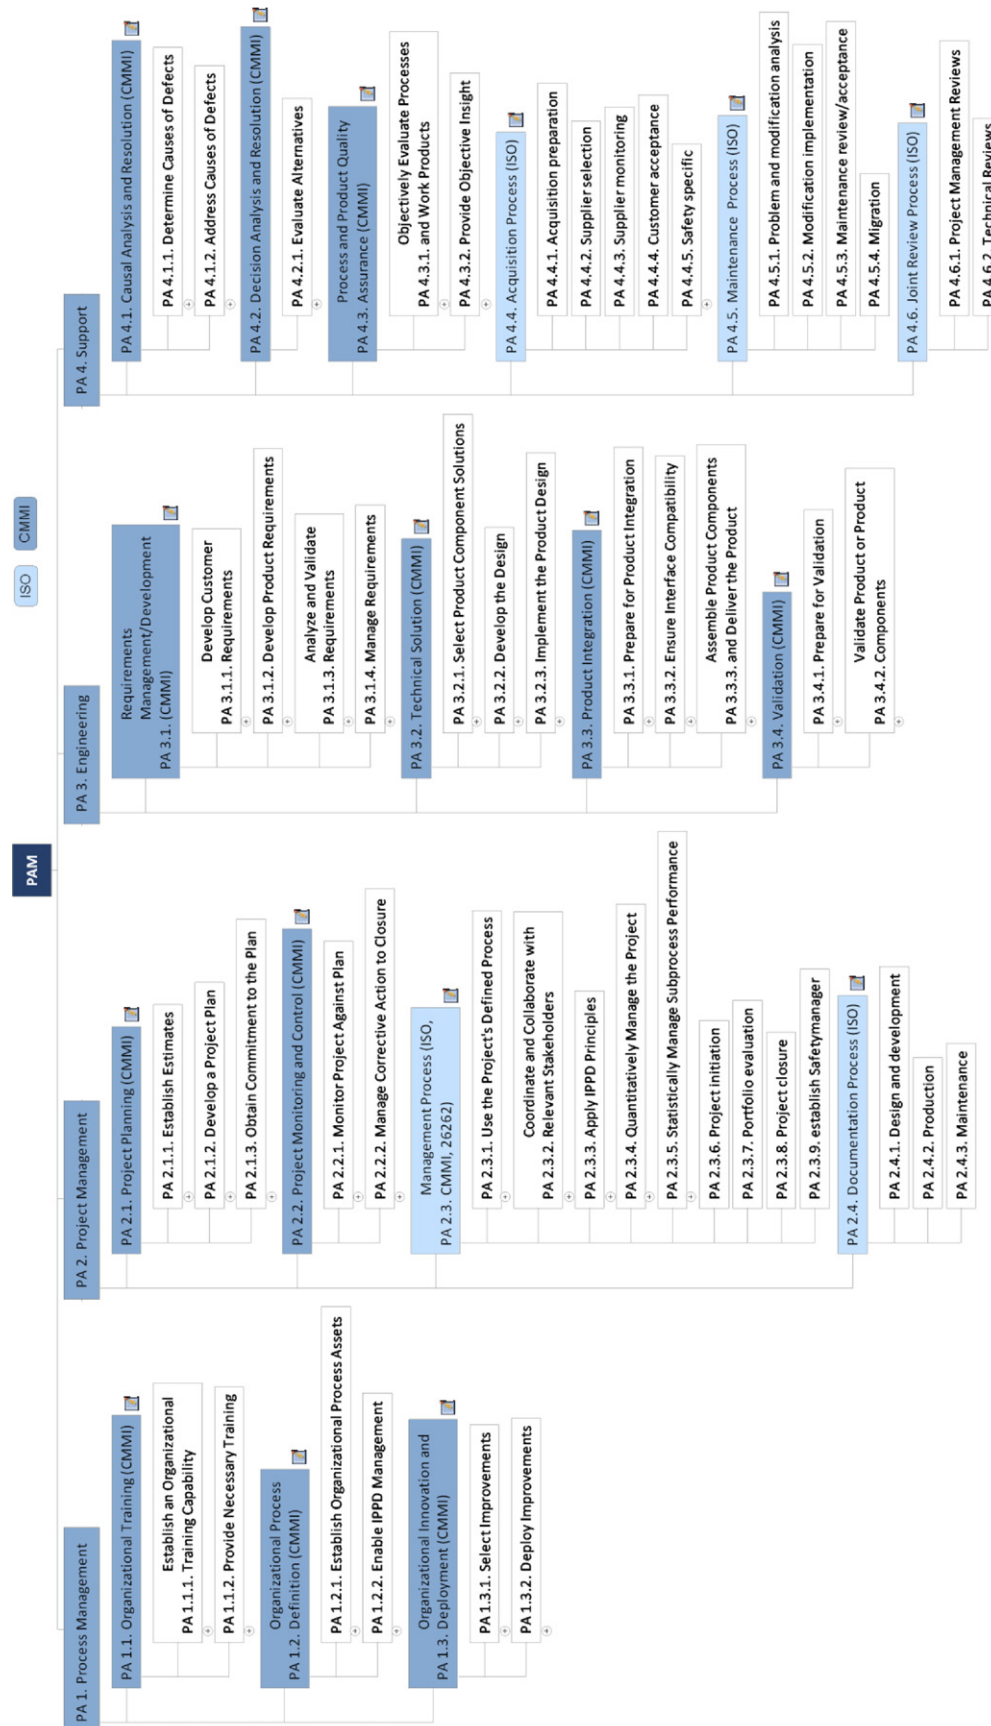 ISO
CMMI
PAM
PA 1. Process Management
PA 1.1. Organizational Training (CMMI)
Establish an Organizational
PA 1.1.1. Training Capability
PA 1.1.2. Provide Necessary Training
Organizational Process
PA 1.2. Definition (CMMI)
PA 1.2.1. Establish Organizational Process Assets
PA 1.2.2. Enable IPPD Management
Organizational Innovation and
PA 1.3. Deployment (CMMI)
PA 1.3.1. Select Improvements
PA 1.3.2. Deploy Improvements
PA 2. Project Management
PA 2.1. Project Planning (CMMI)
PA 2.1.1. Establish Estimates
PA 2.1.2. Develop a Project Plan
PA 2.1.3. Obtain Commitment to the Plan
PA 2.2. Project Monitoring and Control (CMMI)
PA 2.2.1. Monitor Project Against Plan
PA 2.2.2. Manage Corrective Action to Closure
Management Process (ISO,
PA 2.3. CMMI, 26262)
PA 2.3.1. Use the Project's Defined Process
Coordinate and Collaborate with
PA 2.3.2. Relevant Stakeholders
PA 2.3.3. Apply IPPD Principles
PA 2.3.4. Quantitatively Manage the Project
PA 2.3.5. Statistically Manage Subprocess Performance
PA 2.3.6. Project initiation
PA 2.3.7. Portfolio evaluation
PA 2.3.8. Project closure
PA 2.3.9. establish Safetymanager
PA 2.4. Documentation Process (ISO)
PA 2.4.1. Design and development
PA 2.4.2. Production
PA 2.4.3. Maintenance
PA 3. Engineering
Requirements
Management/Development
PA 3.1. (CMMI)
Develop Customer
PA 3.1.1. Requirements
PA 3.1.2. Develop Product Requirements
Analyze and Validate
PA 3.1.3. Requirements
PA 3.1.4. Manage Requirements
PA 3.2. Technical Solution (CMMI)
PA 3.2.1. Select Product Component Solutions
PA 3.2.2. Develop the Design
PA 3.2.3. Implement the Product Design
PA 3.3. Product Integration (CMMI)
PA 3.3.1. Prepare for Product Integration
PA 3.3.2. Ensure Interface Compatibility
Assemble Product Components
PA 3.3.3. and Deliver the Product
PA 3.4. Validation (CMMI)
PA 3.4.1. Prepare for Validation
Validate Product or Product
PA 3.4.2. Components
PA 4. Support
PA 4.1. Causal Analysis and Resolution (CMMI)
PA 4.1.1. Determine Causes of Defects
PA 4.1.2. Address Causes of Defects
PA 4.2. Decision Analysis and Resolution (CMMI)
PA 4.2.1. Evaluate Alternatives
Process and Product Quality
PA 4.3. Assurance (CMMI)
Objectively Evaluate Processes
PA 4.3.1. and Work Products
PA 4.3.2. Provide Objective Insight
PA 4.4. Acquisition Process (ISO)
PA 4.4.1. Acquisition preparation
PA 4.4.2. Supplier selection
PA 4.4.3. Supplier monitoring
PA 4.4.4. Customer acceptance
PA 4.4.5. Safety specific
PA 4.5. Maintenance Process (ISO)
PA 4.5.1. Problem and modification analysis
PA 4.5.2. Modification implementation
PA 4.5.3. Maintenance review/acceptance
PA 4.5.4. Migration
PA 4.6. Joint Review Process (ISO)
PA 4.6.1. Project Management Reviews
PA 4.6.2. Technical Reviews